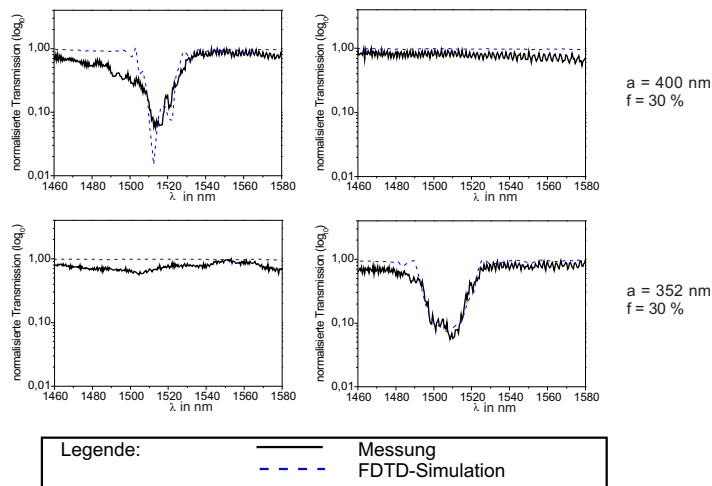 normalisierte Transmission (log₁₀)
1,00
0,10
0,01
1460 1480 1500 1520 1540 1560 1580
λ in nm
normalisierte Transmission (log₁₀)
1,00
0,10
0,01
1460 1480 1500 1520 1540 1560 1580
λ in nm
a = 400 nm
f = 30 %
normalisierte Transmission (log₁₀)
1,00
0,10
0,01
1460 1480 1500 1520 1540 1560 1580
λ in nm
normalisierte Transmission (log₁₀)
1,00
0,10
0,01
1460 1480 1500 1520 1540 1560 1580
λ in nm
a = 352 nm
f = 30 %
Legende:
Messung
FDTD-Simulation